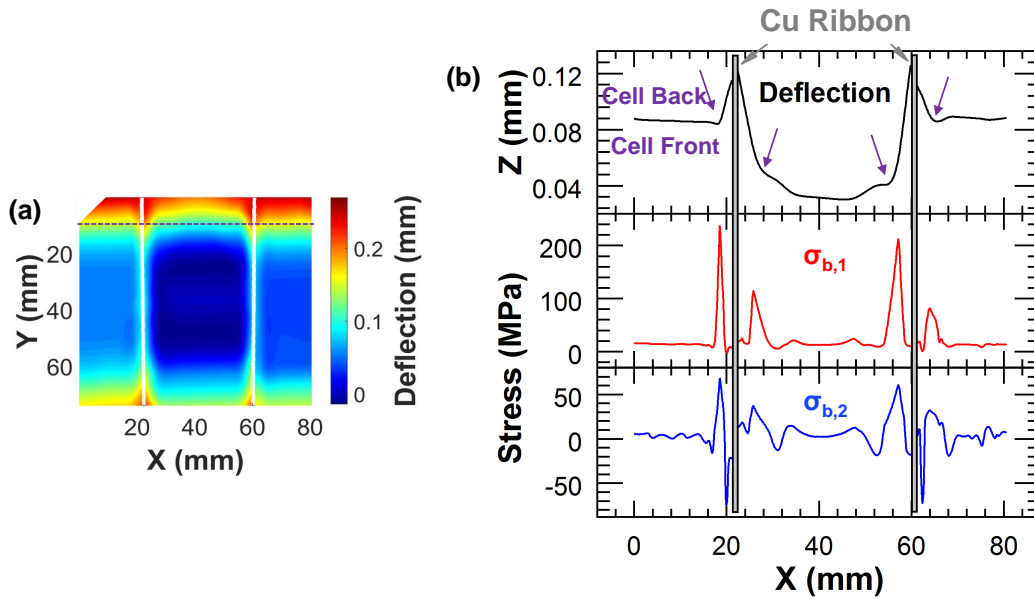 (a)
Y (mm)
20
40
60
20
40
60
80
X (mm)
0.2
0.1
0
Deflection (mm)
Cu Ribbon
(b)
Z (mm)
0.12
0.08
0.04
Cell Back
Cell Front
Deflection
Stress (MPa)
200
100
0
σb,1
50
0
-50
σb,2
0
20
40
60
80
X (mm)